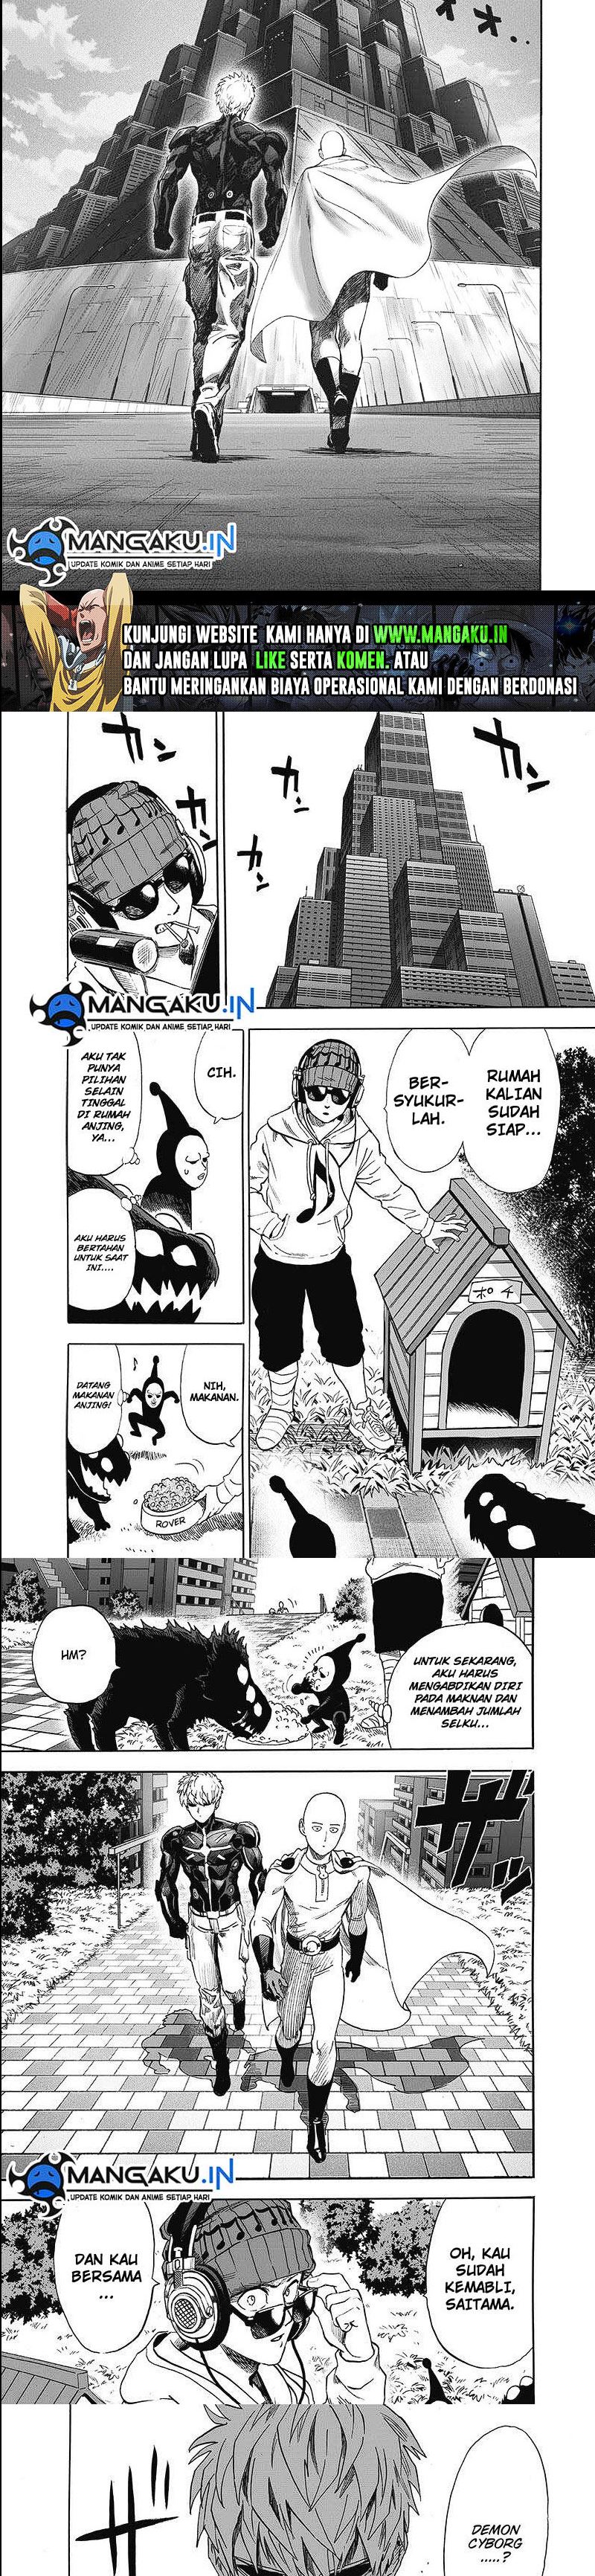 オオ..
MANGAKU.IN
UPDATE KOMIK DAN ANIME SETIAP HARI
KUNJUNGI WEBSITE KAMI HANYA DI WWW.MANGAKU.IN
DAN JANGAN LUPA LIKE SERTA KOMEN. ATAU
BANTU MERINGANKAN BIAYA OPERASIONAL KAMI DENGAN BERDONASI
カン
カン
カン
カン
MANGAKU.IN
UPDATE KOMIK DAN ANIME SETIAP HARI
RUMAH
KALIAN
SUDAH
SIAP...
BER-
SYUKUR-
LAH.
ポチ
CIH.
AKU TAK
PUNYA
PILIHAN
SELAIN
TINGGAL
DI RUMAH
ANJING,
YA...
AKU HARUS
BERTAHAN
UNTUK SAAT
INI....
NIH,
MAKANAN.
DATANG
MAKANAN
ANJING!
ROVER
UNTUK SEKARANG,
AKU HARUS
MENGABDIKAN DIRI
PADA MAKNAN DAN
MENAMBAH JUMLAH
SELKU...
HM?
ザッ
MANGAKU.IN
UPDATE KOMIK DAN ANIME SETIAP HARI
OH, KAU
SUDAH
KEMABLI,
SAITAMA.
DAN KAU
BERSAMA
...
DEMON
CYBORG
.....?